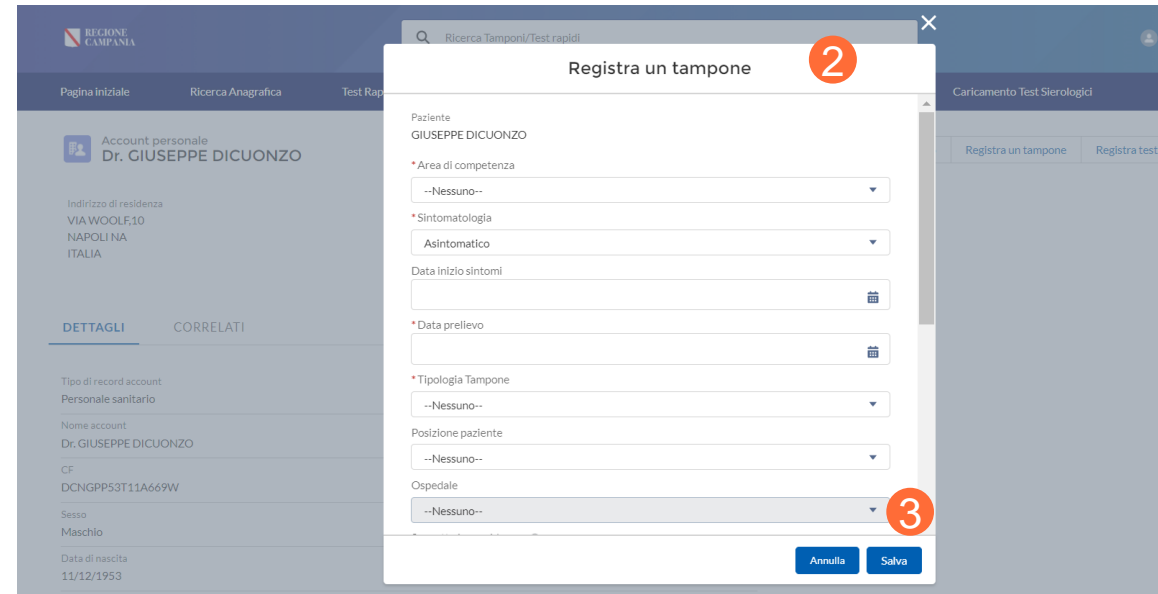 REGIONE
CAMPANIA
Ricerca Tamponi/Test rapidi
Pagina iniziale
Ricerca Anagrafica
Test Rap
Caricamento Test Sierologici
Account personale
Dr. GIUSEPPE DICUONZO
Registra un tampone
Registra test
Indirizzo di residenza
VIA WOOLF,10
NAPOLI NA
ITALIA
DETTAGLI
CORRELATI
Tipo di record account
Personale sanitario
Nome account
Dr. GIUSEPPE DICUONZO
CF
DCNGPP53T11A669W
Sesso
Maschio
Data di nascita
11/12/1953
Registra un tampone
2
Paziente
GIUSEPPE DICUONZO
*Area di competenza
--Nessuno--
*Sintomatologia
Asintomatico
Data inizio sintomi
*Data prelievo
*Tipologia Tampone
--Nessuno--
Posizione paziente
--Nessuno--
Ospedale
--Nessuno--
3
Annulla
Salva